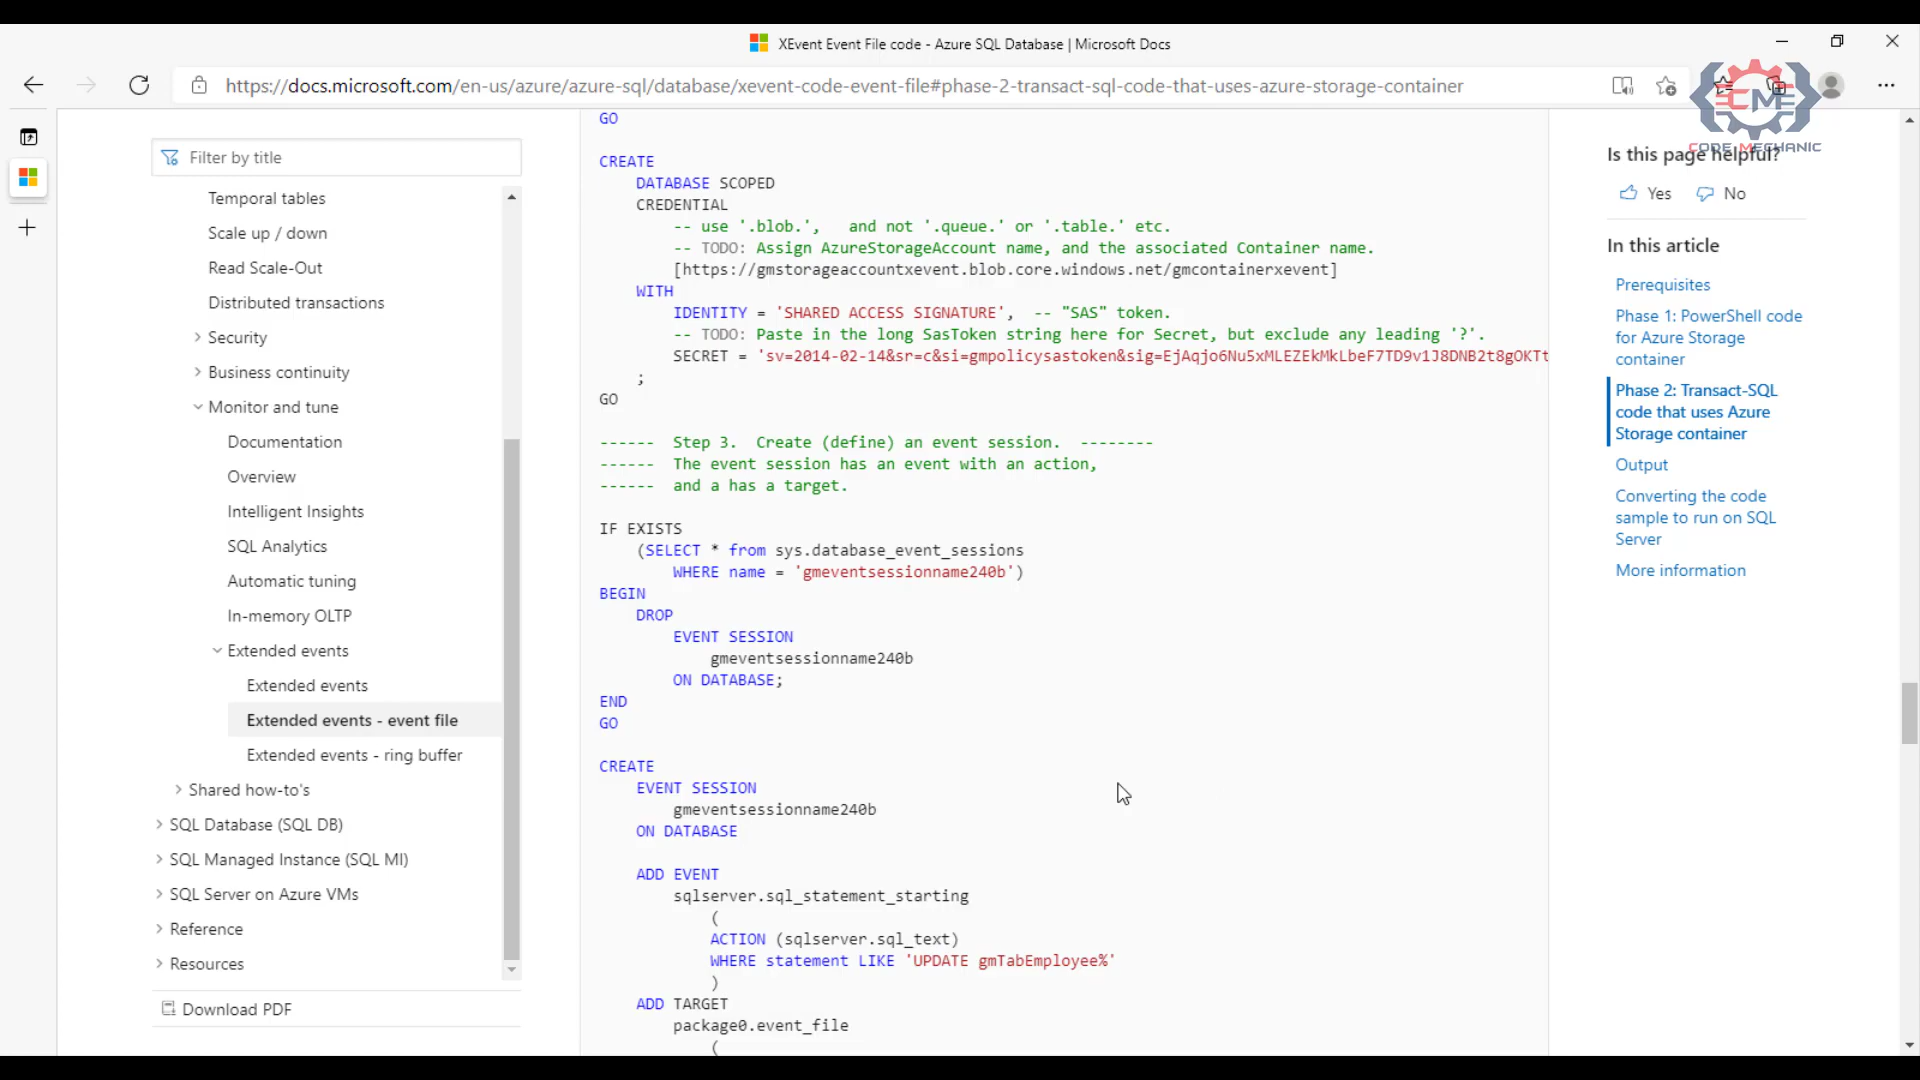 XEvent Event File code - Azure SQL Database | Microsoft Docs
https://docs.microsoft.com/en-us/azure/azure-sql/database/xevent-code-event-file#phase-2-transact-sql-code-that-uses-azure-storage-container
CME
CODE MECHANIC
Filter by title
Temporal tables
Scale up / down
Read Scale-Out
Distributed transactions
Security
Business continuity
Monitor and tune
Documentation
Overview
Intelligent Insights
SQL Analytics
Automatic tuning
In-memory OLTP
Extended events
Extended events
Extended events - event file
Extended events - ring buffer
Shared how-to's
SQL Database (SQL DB)
SQL Managed Instance (SQL MI)
SQL Server on Azure VMs
Reference
Resources
Download PDF
GO
CREATE
DATABASE SCOPED
CREDENTIAL
-- use '.blob.',   and not '.queue.' or '.table.' etc.
-- TODO: Assign AzureStorageAccount name, and the associated Container name.
[https://gmstorageaccountxevent.blob.core.windows.net/gmcontainerxevent]
WITH
IDENTITY = 'SHARED ACCESS SIGNATURE',  -- "SAS" token.
-- TODO: Paste in the long SasToken string here for Secret, but exclude any leading '?'.
SECRET = 'sv=2014-02-14&sr=c&si=gmpolicysastoken&sig=EjAqjo6Nu5xMLEZEkMkLbeF7TD9v1J8DNB2t8gOKTt
;
GO
------  Step 3.  Create (define) an event session.  --------
------  The event session has an event with an action,
------  and a has a target.
IF EXISTS
(SELECT * from sys.database_event_sessions
WHERE name = 'gmeventsessionname240b')
BEGIN
DROP
EVENT SESSION
gmeventsessionname240b
ON DATABASE;
END
GO
CREATE
EVENT SESSION
gmeventsessionname240b
ON DATABASE
ADD EVENT
sqlserver.sql_statement_starting
(
ACTION (sqlserver.sql_text)
WHERE statement LIKE 'UPDATE gmTabEmployee%'
)
ADD TARGET
package0.event_file
(
Is this page helpful?
Yes
No
In this article
Prerequisites
Phase 1: PowerShell code
for Azure Storage
container
Phase 2: Transact-SQL
code that uses Azure
Storage container
Output
Converting the code
sample to run on SQL
Server
More information